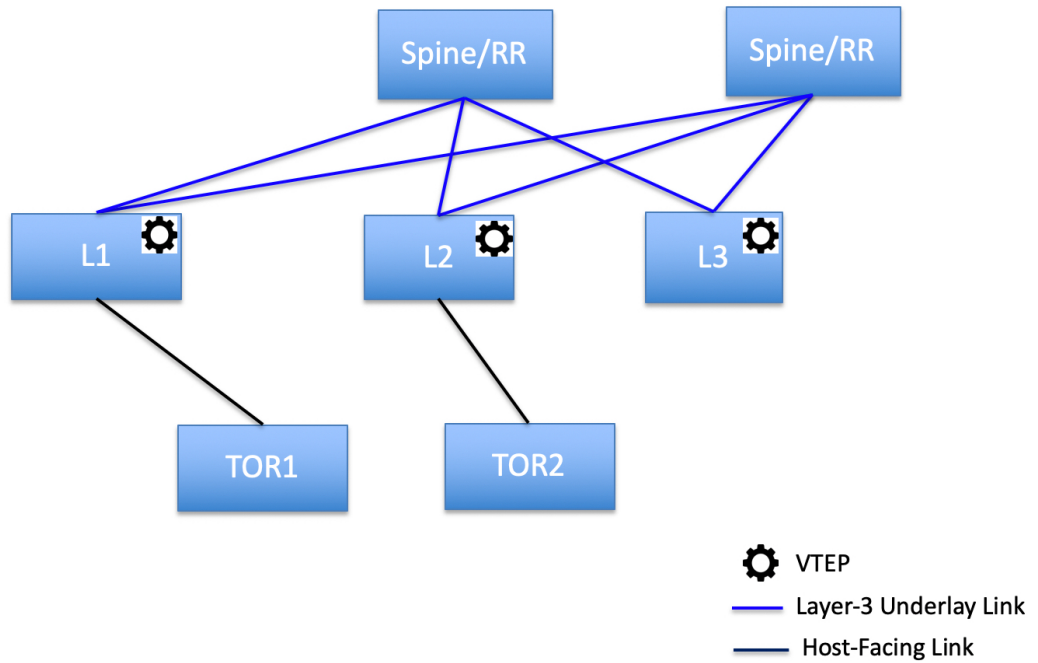 Spine/RR
Spine/RR
L1
L2
L3
TOR1
TOR2
VTEP
Layer-3 Underlay Link
Host-Facing Link